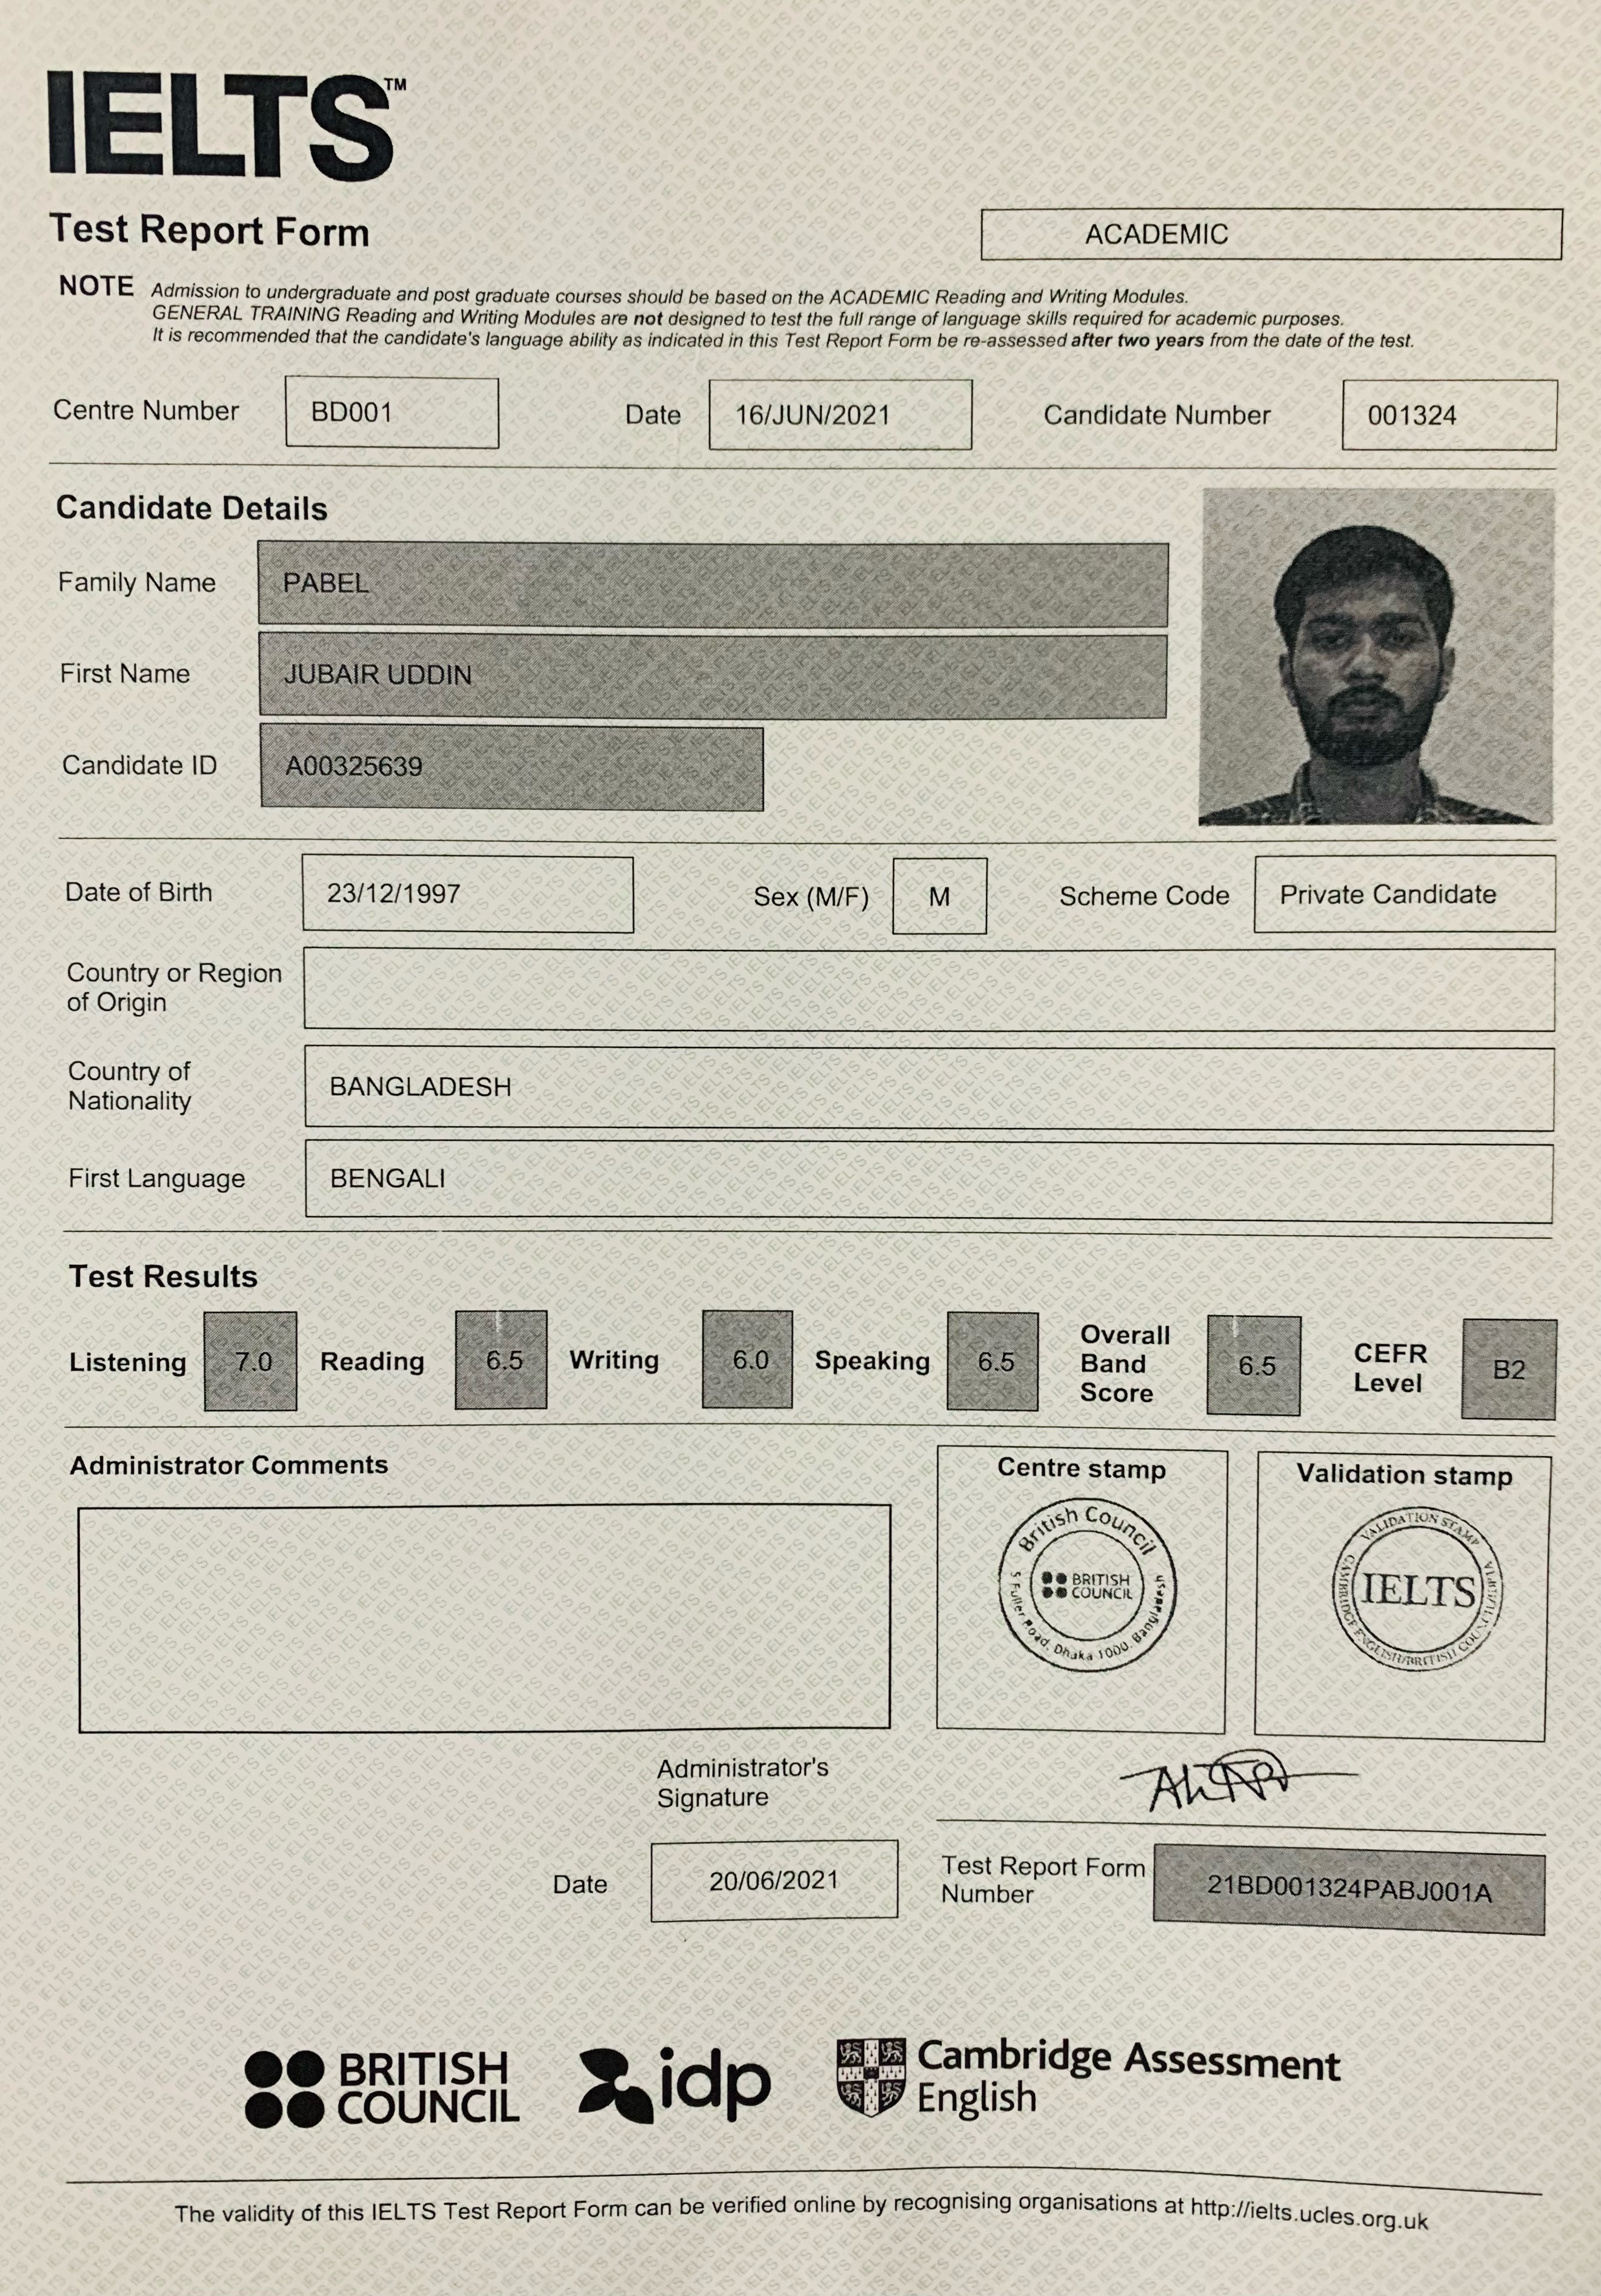 IELTS™
Test Report Form
ACADEMIC
NOTE Admission to undergraduate and post graduate courses should be based on the ACADEMIC Reading and Writing Modules.
GENERAL TRAINING Reading and Writing Modules are not designed to test the full range of language skills required for academic purposes.
It is recommended that the candidate's language ability as indicated in this Test Report Form be re-assessed after two years from the date of the test.
Centre Number BD001 Date 16/JUN/2021 Candidate Number 001324
Candidate Details
Family Name PABEL
First Name JUBAIR UDDIN
Candidate ID A00325639
Date of Birth 23/12/1997 Sex (M/F) M Scheme Code Private Candidate
Country or Region
of Origin
Country of
Nationality
BANGLADESH
First Language BENGALI
Test Results
Listening 7.0 Reading 6.5 Writing 6.0 Speaking 6.5
Overall
Band
Score
6.5
CEFR
Level
B2
Administrator Comments
Centre stamp
British Council
BRITISH
COUNCIL
5 Fuller Road, Dhaka 1000, Bangladesh
Validation stamp
VALIDATION STAMP
IELTS
CAMBRIDGE ENGLISH/BRITISH COUNCIL/IDP:IA
Administrator's
Signature
Date 20/06/2021
Test Report Form
Number
21BD001324PABJ001A
BRITISH
COUNCIL
idp
Cambridge Assessment
English
The validity of this IELTS Test Report Form can be verified online by recognising organisations at http://ielts.ucles.org.uk